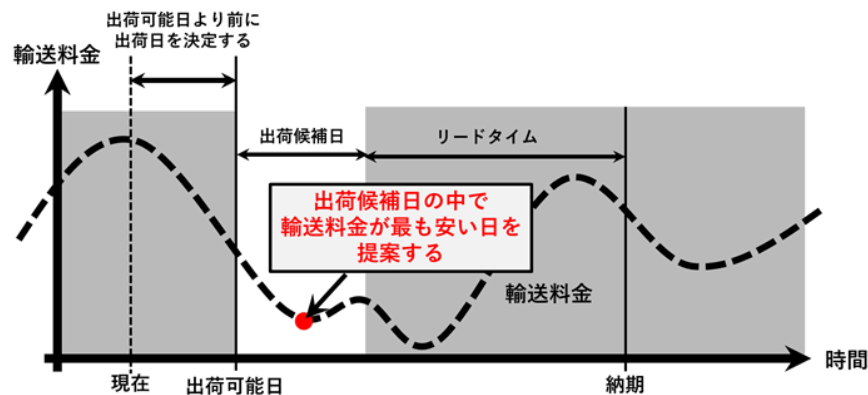 出荷可能日より前に
出荷日を決定する
輸送料金
出荷候補日
リードタイム
出荷候補日の中で
輸送料金が最も安い日を
提案する
輸送料金
時間
現在
出荷可能日
納期